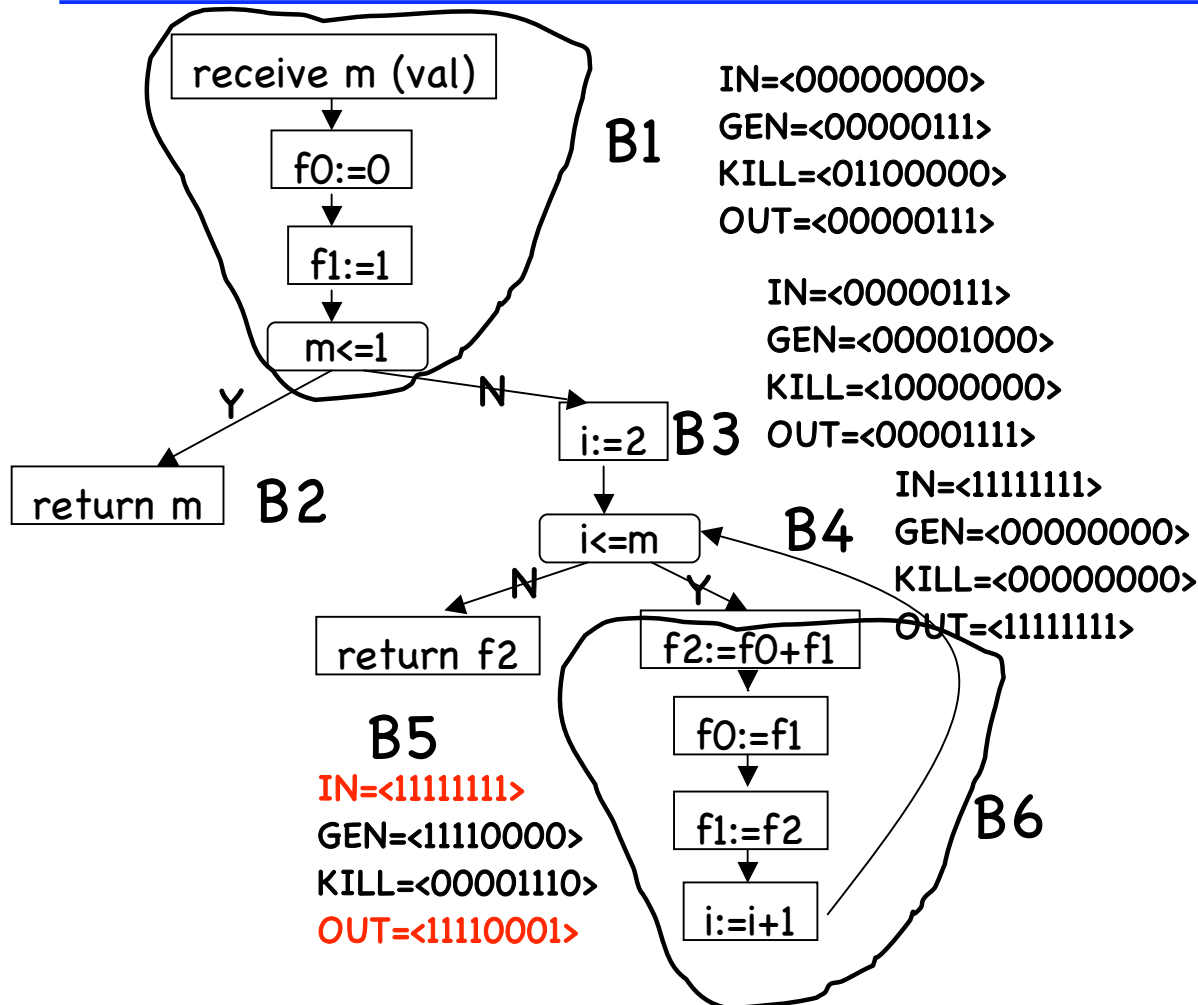 receive m (val)
f0:=0
f1:=1
m<=1
B1
IN=<00000000>
GEN=<00000111>
KILL=<01100000>
OUT=<00000111>
Y
N
return m
B2
i:=2
B3
IN=<00000111>
GEN=<00001000>
KILL=<10000000>
OUT=<00001111>
i<=m
B4
IN=<11111111>
GEN=<00000000>
KILL=<00000000>
OUT=<11111111>
N
Y
return f2
B5
f2:=f0+f1
f0:=f1
f1:=f2
i:=i+1
B6
IN=<11111111>
GEN=<11110000>
KILL=<00001110>
OUT=<11110001>